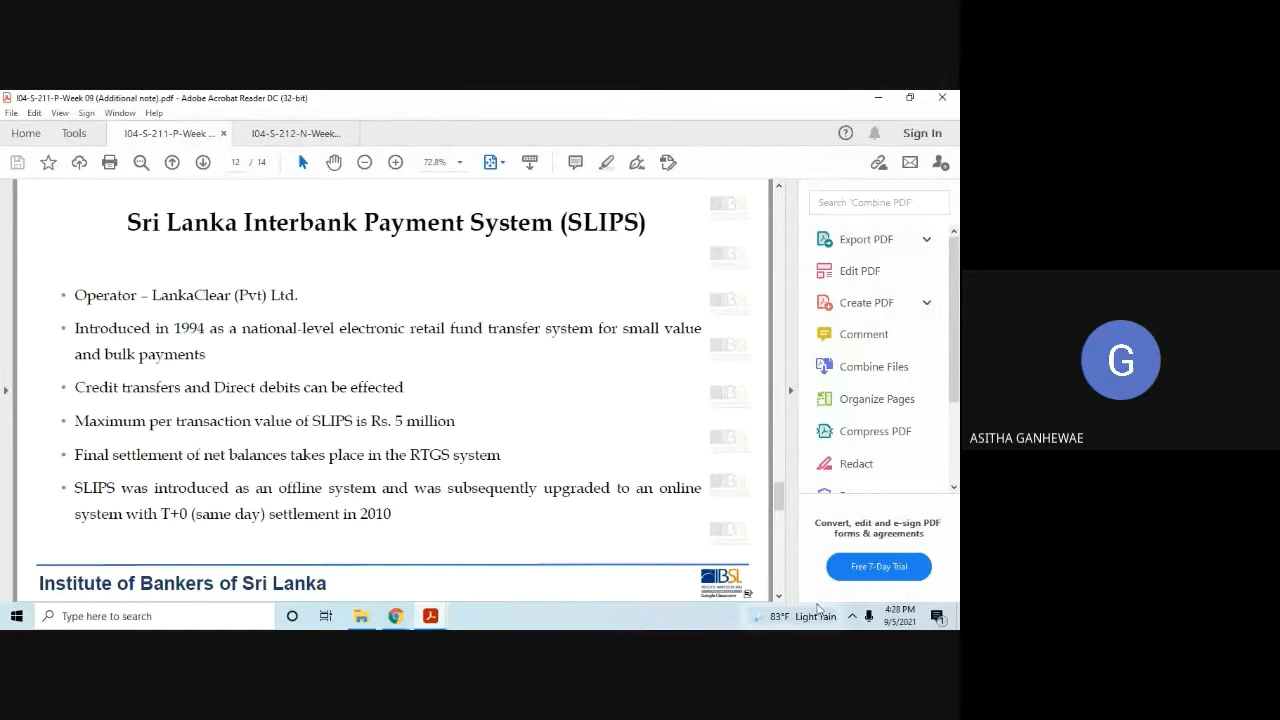 I04-S-211-P-Week 09 (Additional note).pdf - Adobe Acrobat Reader DC (32-bit)
File Edit View Sign Window Help
Home Tools I04-S-211-P-Week ... × I04-S-212-N-Week... Sign In
12 / 14 72.8%
Sri Lanka Interbank Payment System (SLIPS)
• Operator – LankaClear (Pvt) Ltd.
• Introduced in 1994 as a national-level electronic retail fund transfer system for small value
and bulk payments
• Credit transfers and Direct debits can be effected
• Maximum per transaction value of SLIPS is Rs. 5 million
• Final settlement of net balances takes place in the RTGS system
• SLIPS was introduced as an offline system and was subsequently upgraded to an online
system with T+0 (same day) settlement in 2010
Institute of Bankers of Sri Lanka
IBSL
Search 'Combine PDF'
Export PDF
Edit PDF
Create PDF
Comment
Combine Files
Organize Pages
Compress PDF
Redact
Convert, edit and e-sign PDF
forms & agreements
Free 7-Day Trial
Type here to search
83°F Light rain
4:28 PM
9/5/2021
1
G
ASITHA GANHEWAE